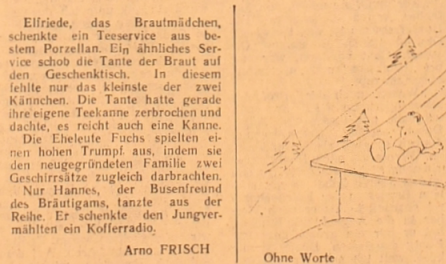 Elfriede, das Brautmädchen,
schenkte ein Teeservice aus be-
stem Porzellan. Ein ähnliches Ser-
vice schob die Tante der Braut auf
den Geschenktisch. In diesem
fehlte nur das kleinste der zwei
Kännchen. Die Tante hatte gerade
ihre eigene Teekanne zerbrochen und
dachte, es reicht auch eine Kanne.
Die Eheleute Fuchs spielten ei-
nen hohen Trumpf aus, indem sie
den neugegründeten Familie zwei
Geschirrsätze zugleich darbrachten.
Nur Hannes, der Busenfreund
des Bräutigams, tanzte aus der
Reihe. Er schenkte den Jungver-
mählten ein Kofferradio.
Arno FRISCH
Ohne Worte